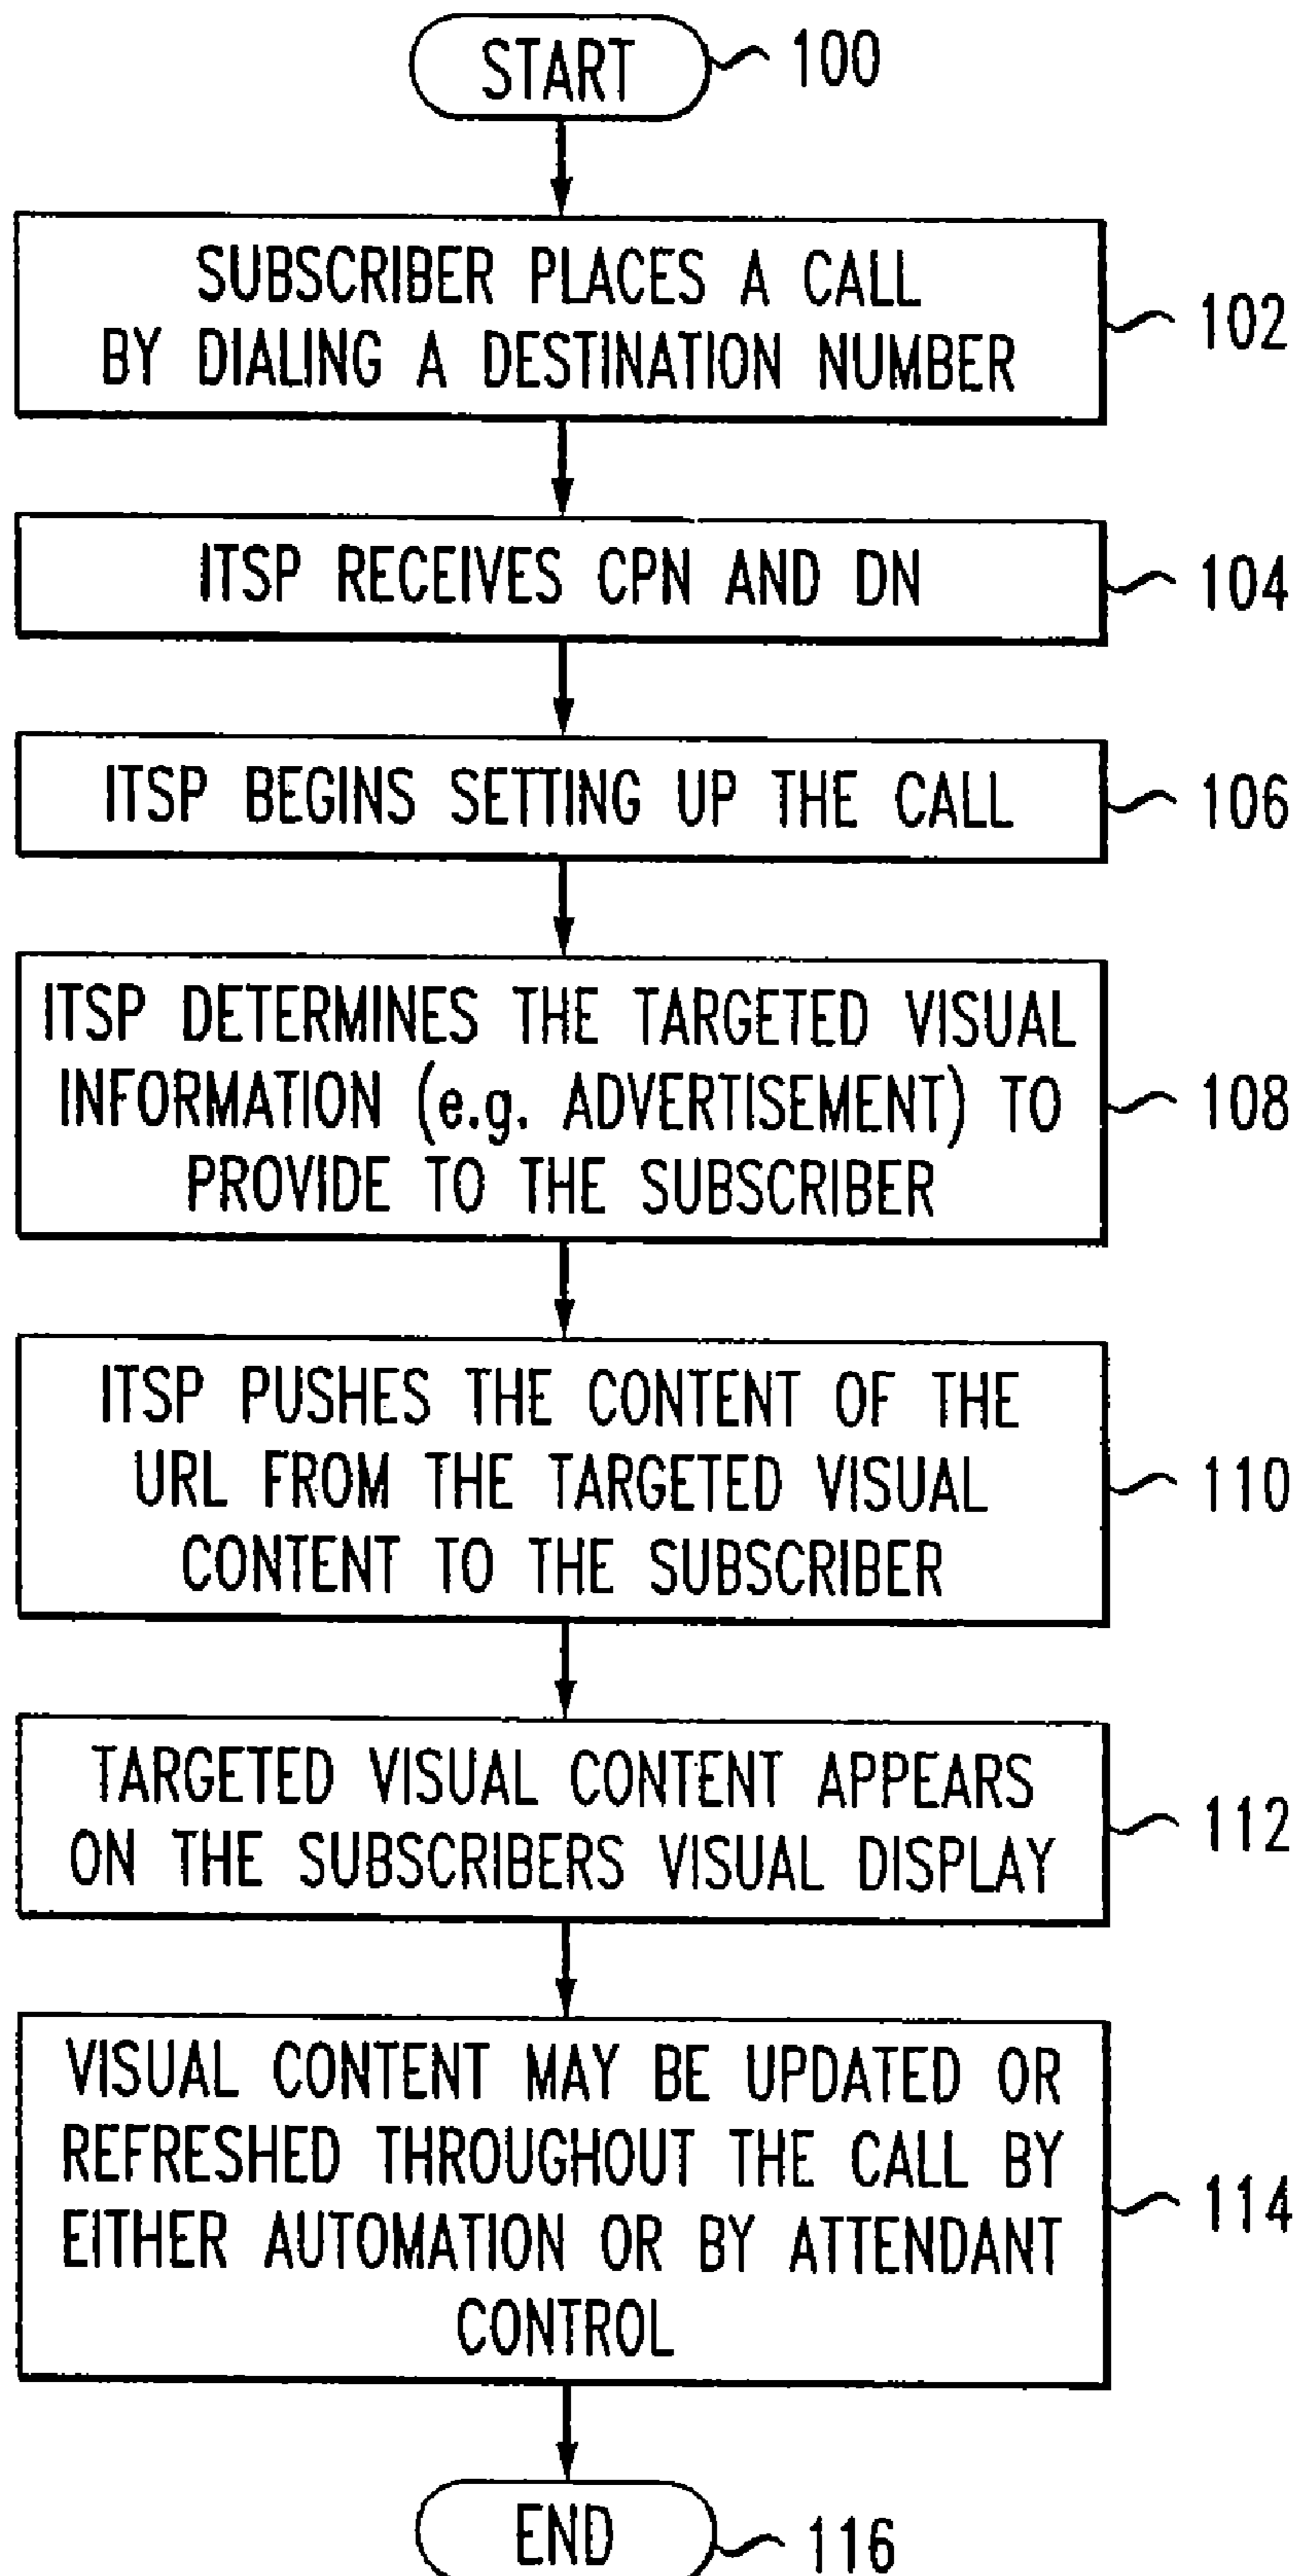 START
100
SUBSCRIBER PLACES A CALL
BY DIALING A DESTINATION NUMBER
102
ITSP RECEIVES CPN AND DN
104
ITSP BEGINS SETTING UP THE CALL
106
ITSP DETERMINES THE TARGETED VISUAL
INFORMATION (e.g. ADVERTISEMENT) TO
PROVIDE TO THE SUBSCRIBER
108
ITSP PUSHES THE CONTENT OF THE
URL FROM THE TARGETED VISUAL
CONTENT TO THE SUBSCRIBER
110
TARGETED VISUAL CONTENT APPEARS
ON THE SUBSCRIBERS VISUAL DISPLAY
112
VISUAL CONTENT MAY BE UPDATED OR
REFRESHED THROUGHOUT THE CALL BY
EITHER AUTOMATION OR BY ATTENDANT
CONTROL
114
END
116